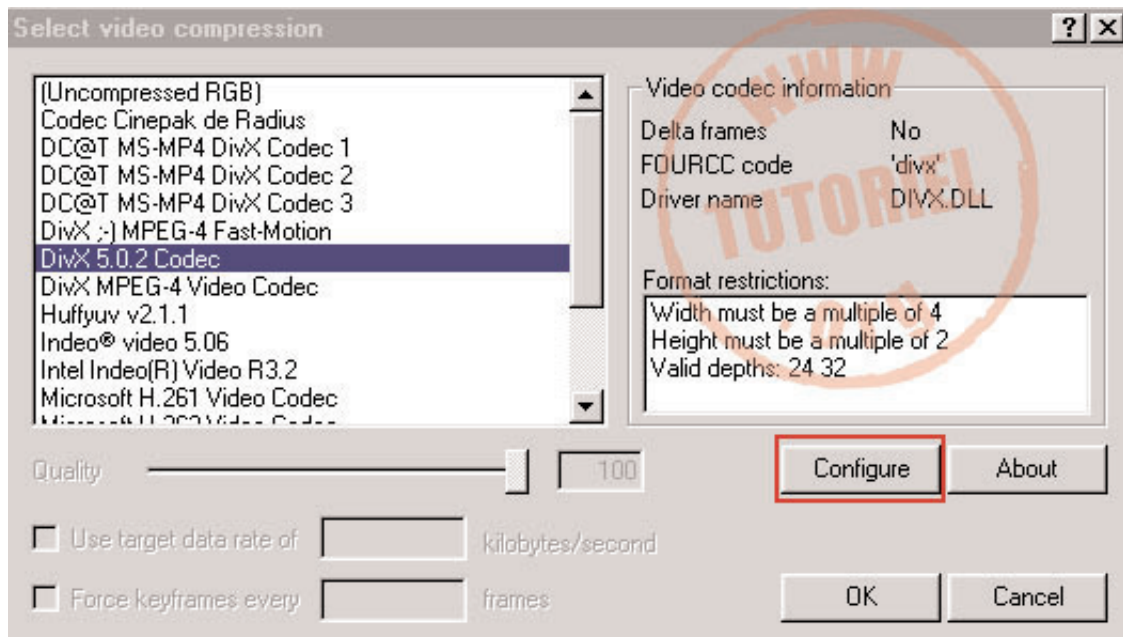 Select video compression
(Uncompressed RGB)
Codec Cinepak de Radius
DC@T MS-MP4 DivX Codec 1
DC@T MS-MP4 DivX Codec 2
DC@T MS-MP4 DivX Codec 3
DivX ;-) MPEG-4 Fast-Motion
DivX 5.0.2 Codec
DivX MPEG-4 Video Codec
Huffyuv v2.1.1
Indeo® video 5.06
Intel Indeo(R) Video R3.2
Microsoft H.261 Video Codec
Video codec information
Delta frames No
FOURCC code 'divx'
Driver name DIVX.DLL
Format restrictions:
Width must be a multiple of 4
Height must be a multiple of 2
Valid depths: 24 32
WWW
TUTORIEL
.org
Quality 100
Configure
About
Use target data rate of kilobytes/second
Force keyframes every frames
OK
Cancel